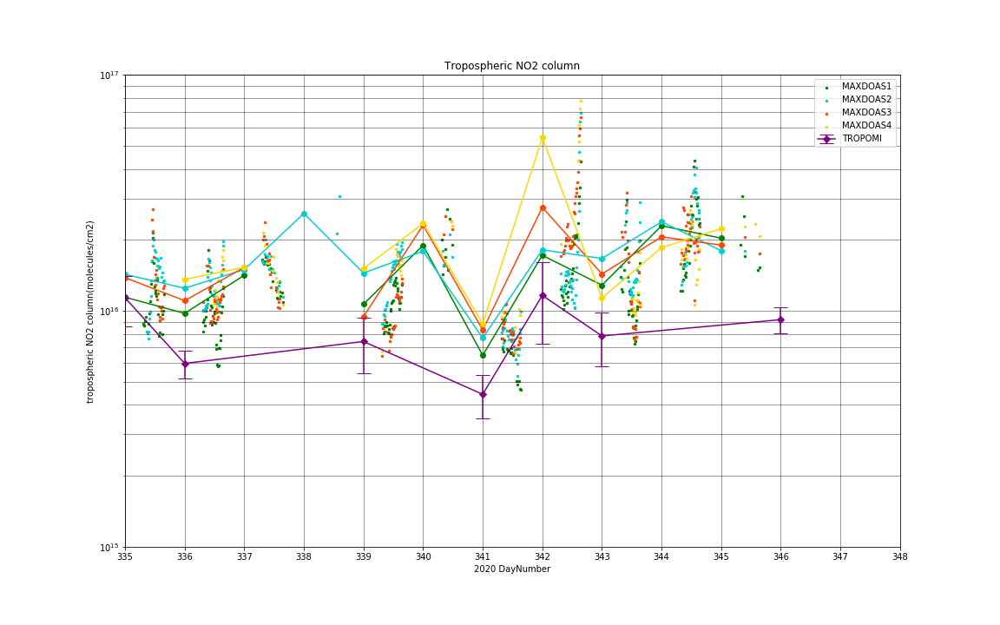 Tropospheric NO2 column
10^17
10^16
10^15
tropospheric NO2 column(molecules/cm2)
MAXDOAS1
MAXDOAS2
MAXDOAS3
MAXDOAS4
TROPOMI
335 336 337 338 339 340 341 342 343 344 345 346 347 348
2020 DayNumber